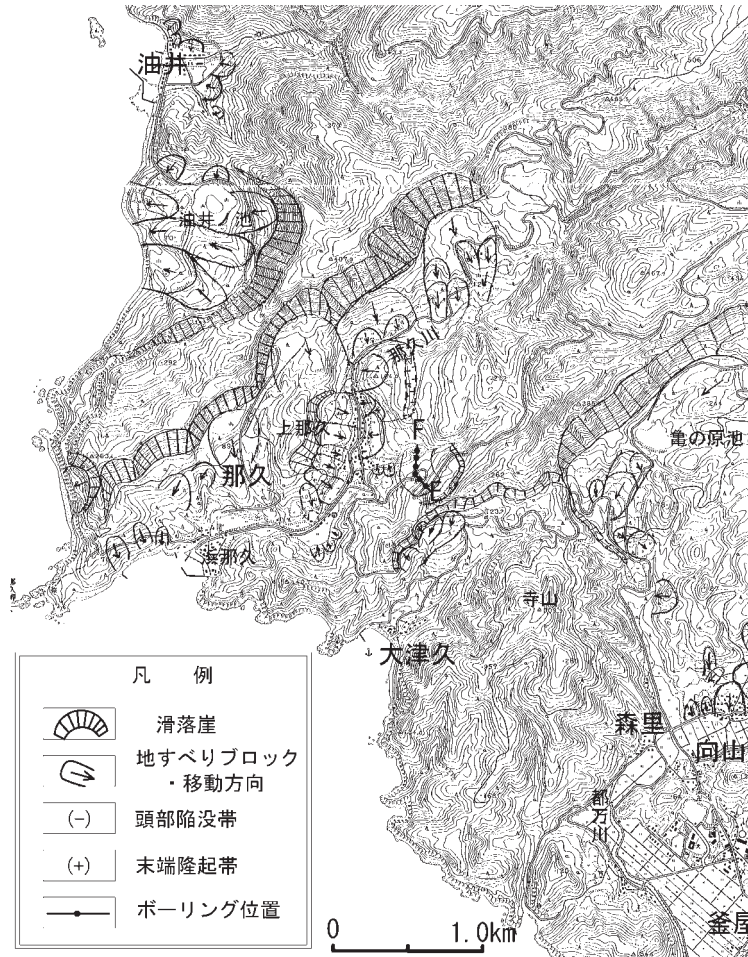 油井
油井ノ池
那久川
上那久
F
E
亀の原池
那久
浜那久
寺山
大津久
森里
向山
都万川
釜屋
凡 例
滑落崖
地すべりブロック
・移動方向
(-) 頭部陥没帯
(+) 末端隆起帯
ボーリング位置
0 1.0km